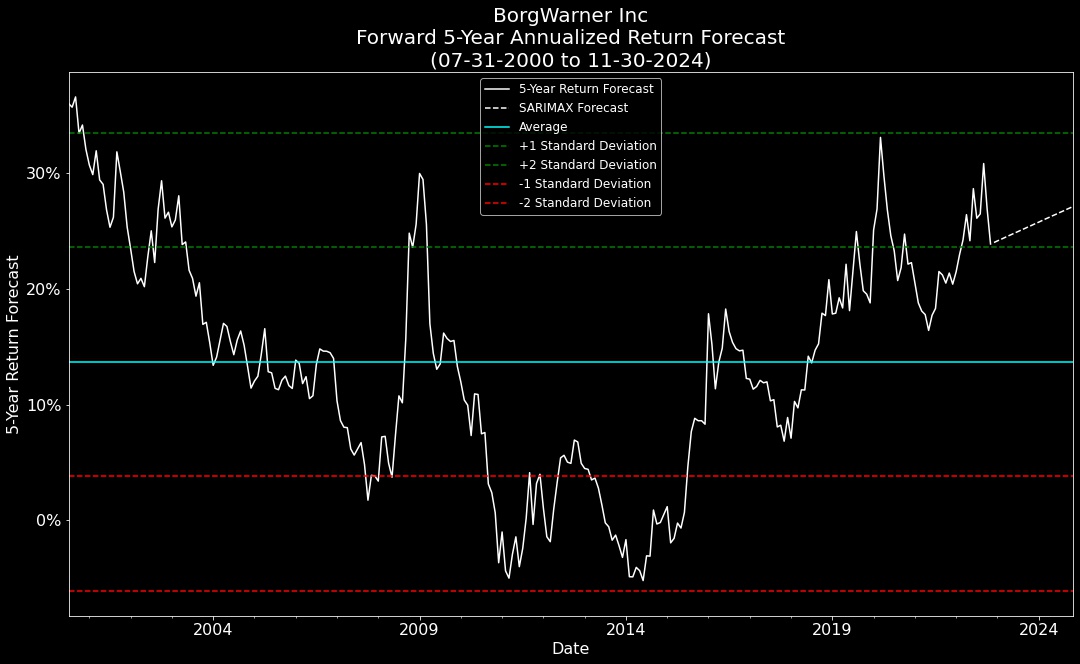 BorgWarner Inc
Forward 5-Year Annualized Return Forecast
(07-31-2000 to 11-30-2024)
5-Year Return Forecast
SARIMAX Forecast
Average
+1 Standard Deviation
+2 Standard Deviation
-1 Standard Deviation
-2 Standard Deviation
30%
20%
10%
0%
5-Year Return Forecast
2004
2009
2014
2019
2024
Date